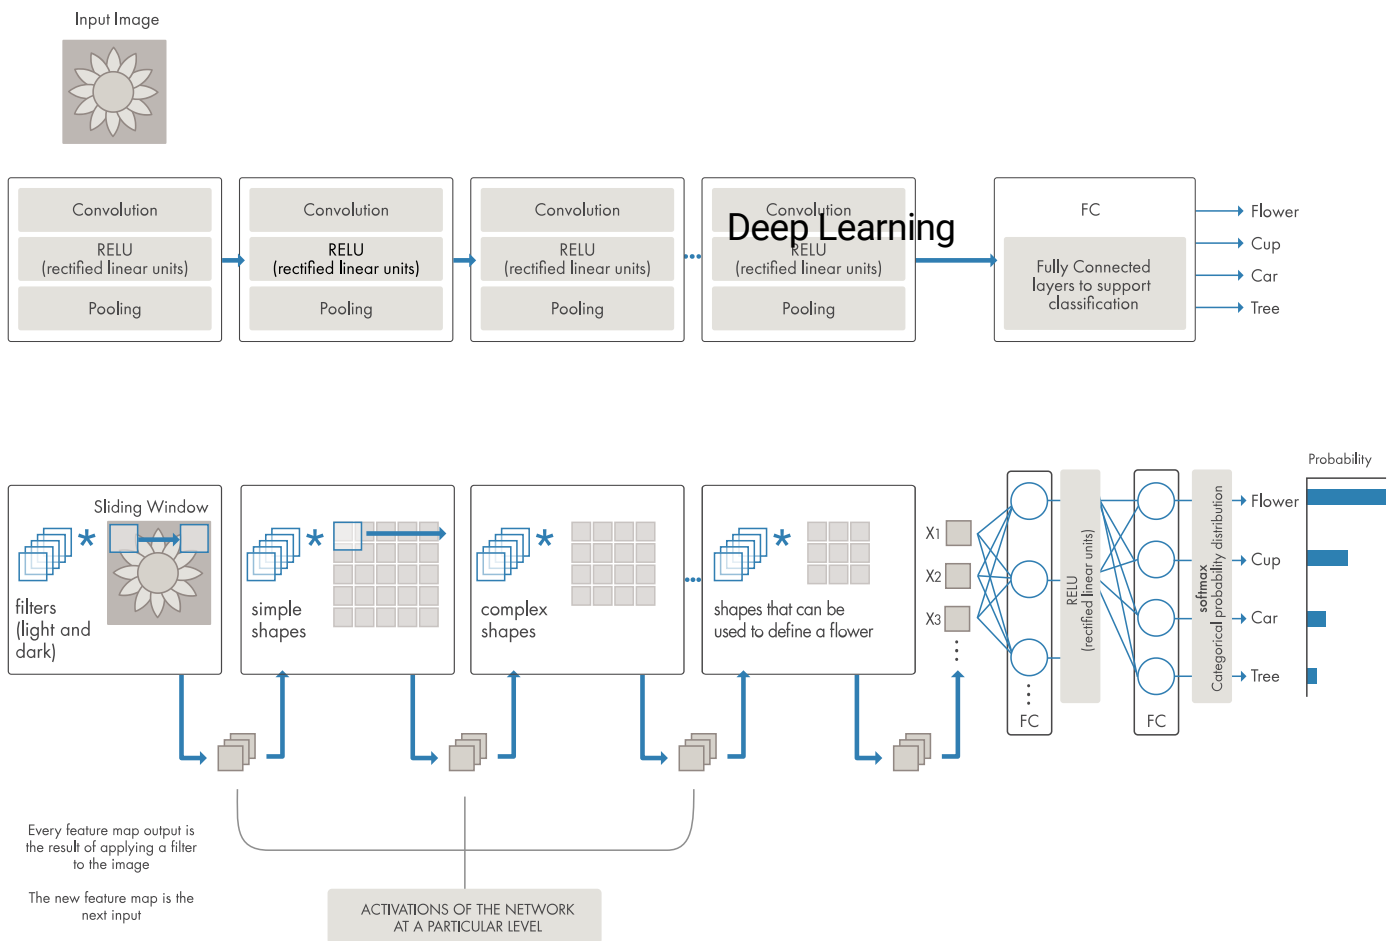 Input Image
Convolution
RELU
(rectified linear units)
Pooling
Convolution
RELU
(rectified linear units)
Pooling
Convolution
RELU
(rectified linear units)
Pooling
Convolution
RELU
(rectified linear units)
Pooling
Deep Learning
FC
Fully Connected
layers to support
classification
Flower
Cup
Car
Tree
Sliding Window
*
filters
(light and
dark)
*
simple
shapes
*
complex
shapes
*
shapes that can be
used to define a flower
X1
X2
X3
FC
RELU
(rectified linear units)
FC
softmax
Categorical probability distribution
Flower
Cup
Car
Tree
Probability
Every feature map output is
the result of applying a filter
to the image
The new feature map is the
next input
ACTIVATIONS OF THE NETWORK
AT A PARTICULAR LEVEL